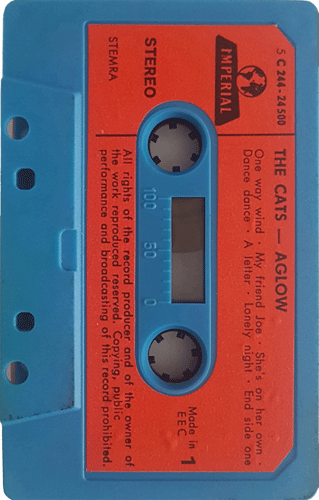 5 C 244-24500
THE CATS — AGLOW
One way wind · My friend Joe · She's on her own ·
Dance dance · A letter · Lonely night · End side one
IMPERIAL
STEREO
STEMRA
100 50 0
1
Made in
EEC
All rights of the record producer and of the owner of
the work reproduced reserved. Copying, public
performance and broadcasting of this record prohibited.